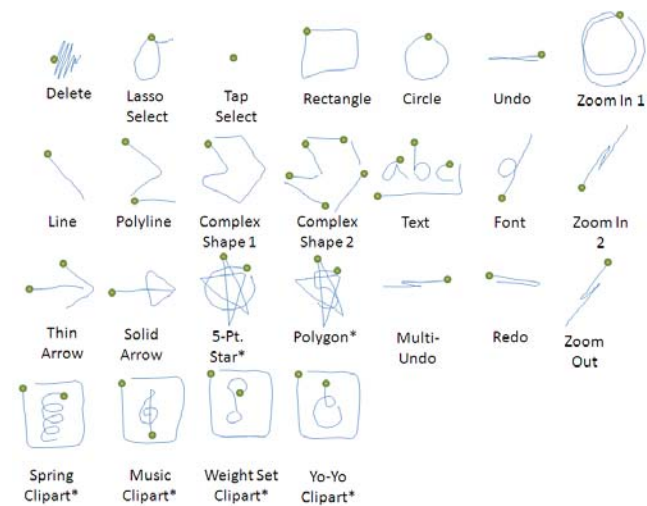 Delete
Lasso
Select
Tap
Select
Rectangle
Circle
Undo
Zoom In 1
abc
Line
Polyline
Complex
Shape 1
Complex
Shape 2
Text
Font
Zoom In
2
Thin
Arrow
Solid
Arrow
5-Pt.
Star*
Polygon*
Multi-
Undo
Redo
Zoom
Out
Spring
Clipart*
Music
Clipart*
Weight Set
Clipart*
Yo-Yo
Clipart*